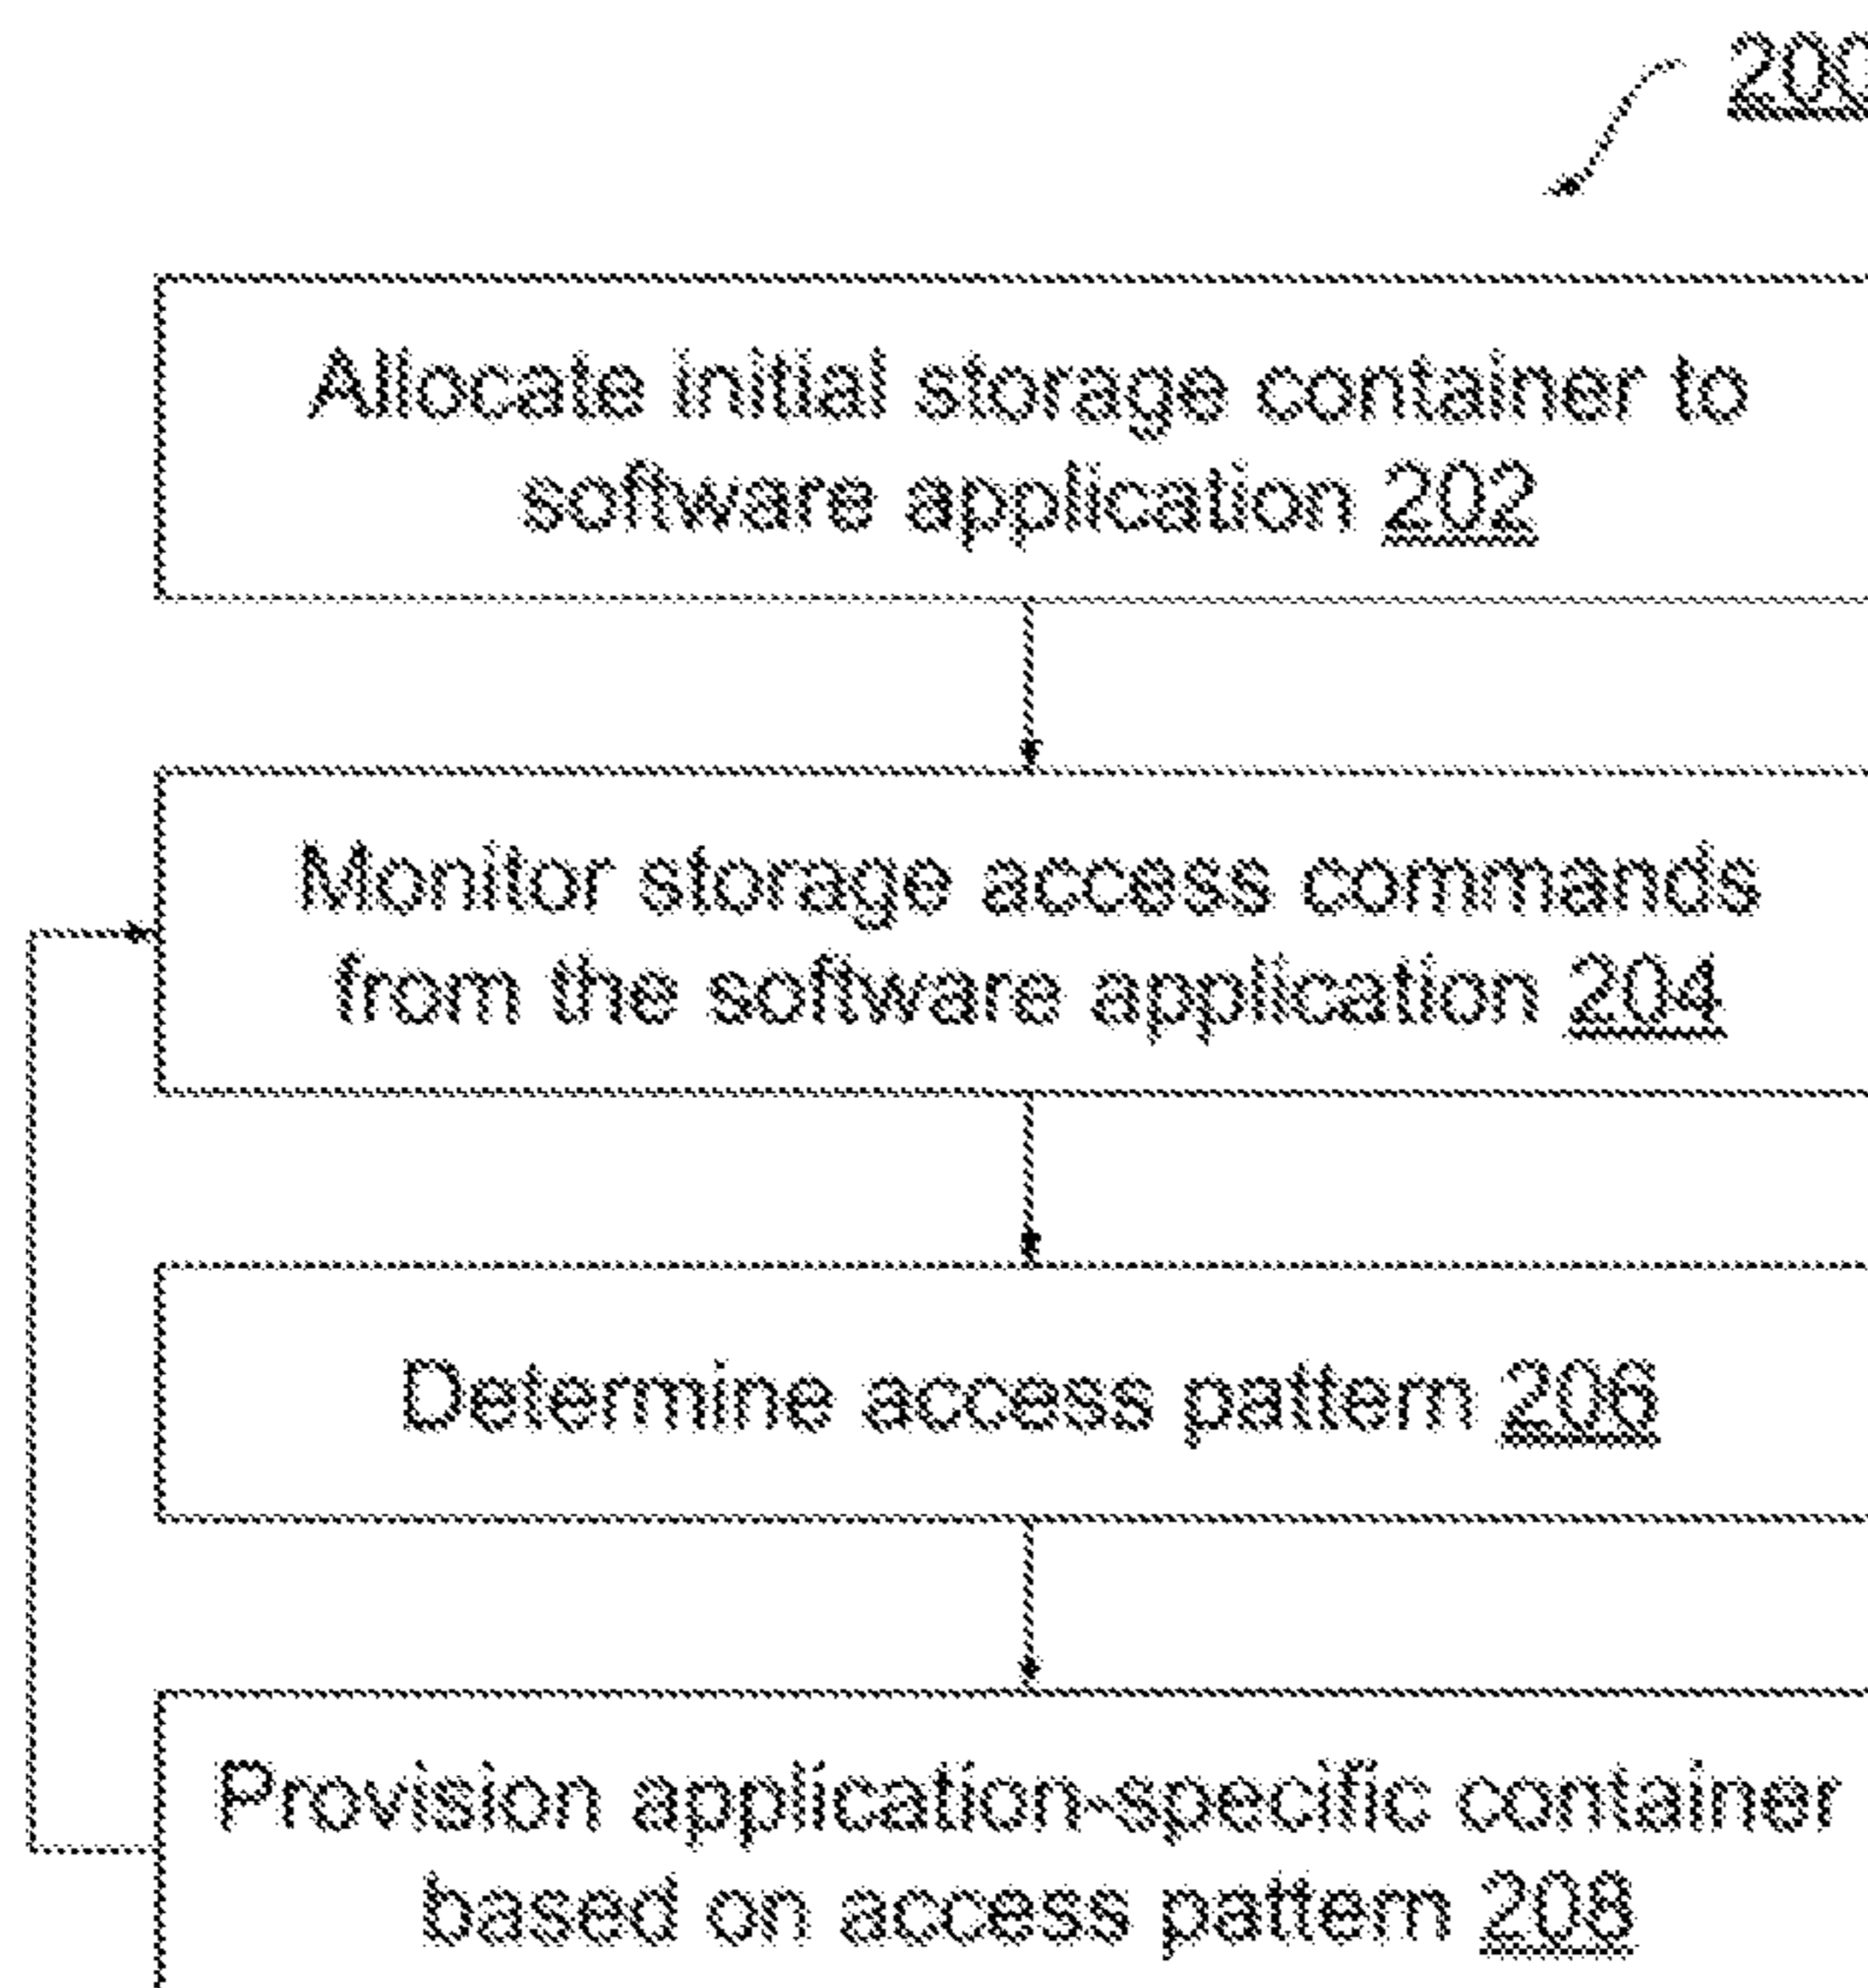 200
Allocate initial storage container to
software application 202
Monitor storage access commands
from the software application 204
Determine access pattern 206
Provision application-specific container
based on access pattern 208